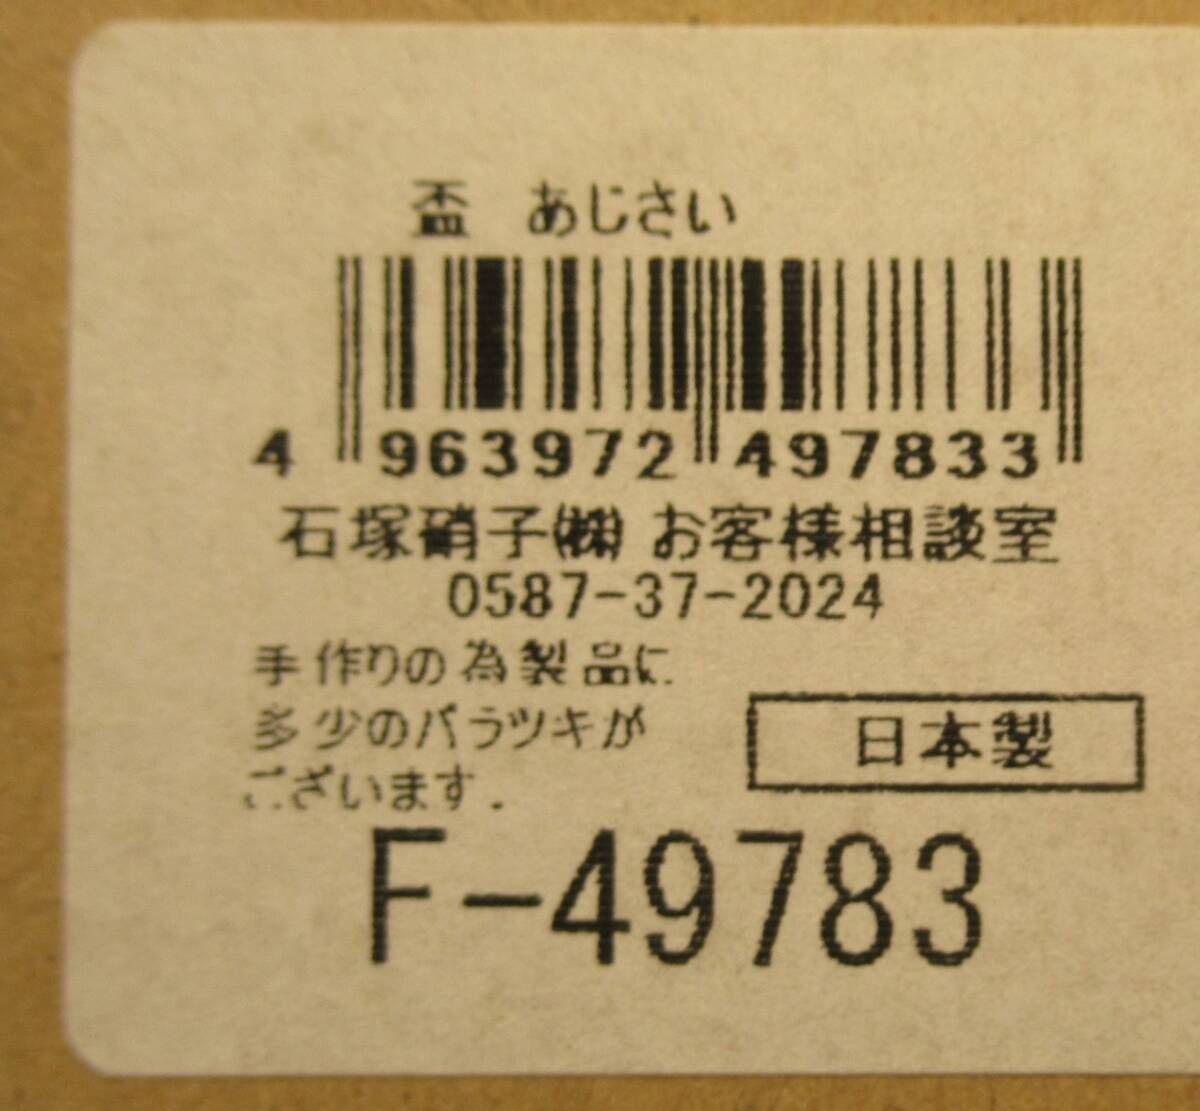 盃 あじさい
4 963972 497833
石塚硝子㈱ お客様相談室
0587-37-2024
手作りの為製品に
多少のバラツキが
ございます.
日本製
F-49783